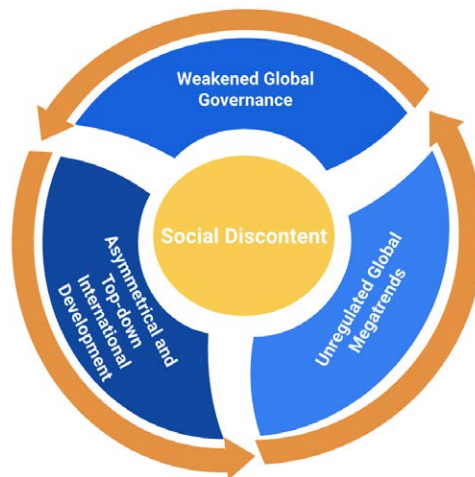 Weakened Global
Governance
Social Discontent
Asymmetrical and
Top-down
International
Development
Unregulated Global
Megatrends